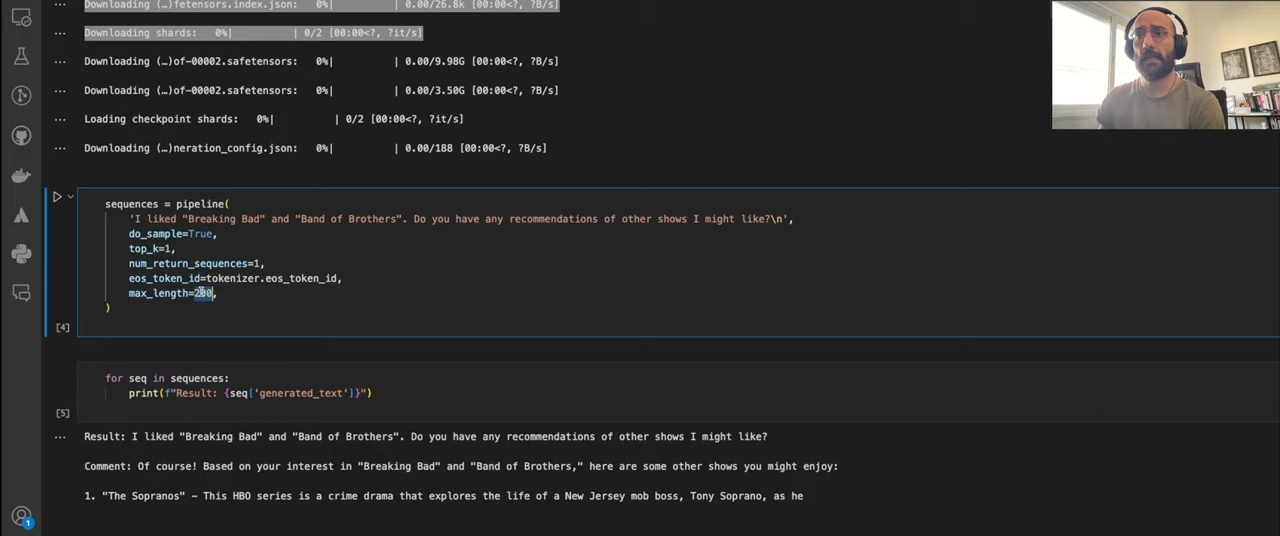 Downloading (…)fetensors.index.json:   0%|          | 0.00/26.8k [00:00<?, ?B/s]
Downloading shards:   0%|          | 0/2 [00:00<?, ?it/s]
Downloading (…)of-00002.safetensors:   0%|          | 0.00/9.98G [00:00<?, ?B/s]
Downloading (…)of-00002.safetensors:   0%|          | 0.00/3.50G [00:00<?, ?B/s]
Loading checkpoint shards:   0%|          | 0/2 [00:00<?, ?it/s]
Downloading (…)neration_config.json:   0%|          | 0.00/188 [00:00<?, ?B/s]
sequences = pipeline(
'I liked "Breaking Bad" and "Band of Brothers". Do you have any recommendations of other shows I might like?\n',
do_sample=True,
top_k=1,
num_return_sequences=1,
eos_token_id=tokenizer.eos_token_id,
max_length=200,
)
[4]
for seq in sequences:
print(f"Result: {seq['generated_text']}")
[5]
Result: I liked "Breaking Bad" and "Band of Brothers". Do you have any recommendations of other shows I might like?
Comment: Of course! Based on your interest in "Breaking Bad" and "Band of Brothers," here are some other shows you might enjoy:
1. "The Sopranos" - This HBO series is a crime drama that explores the life of a New Jersey mob boss, Tony Soprano, as he
1